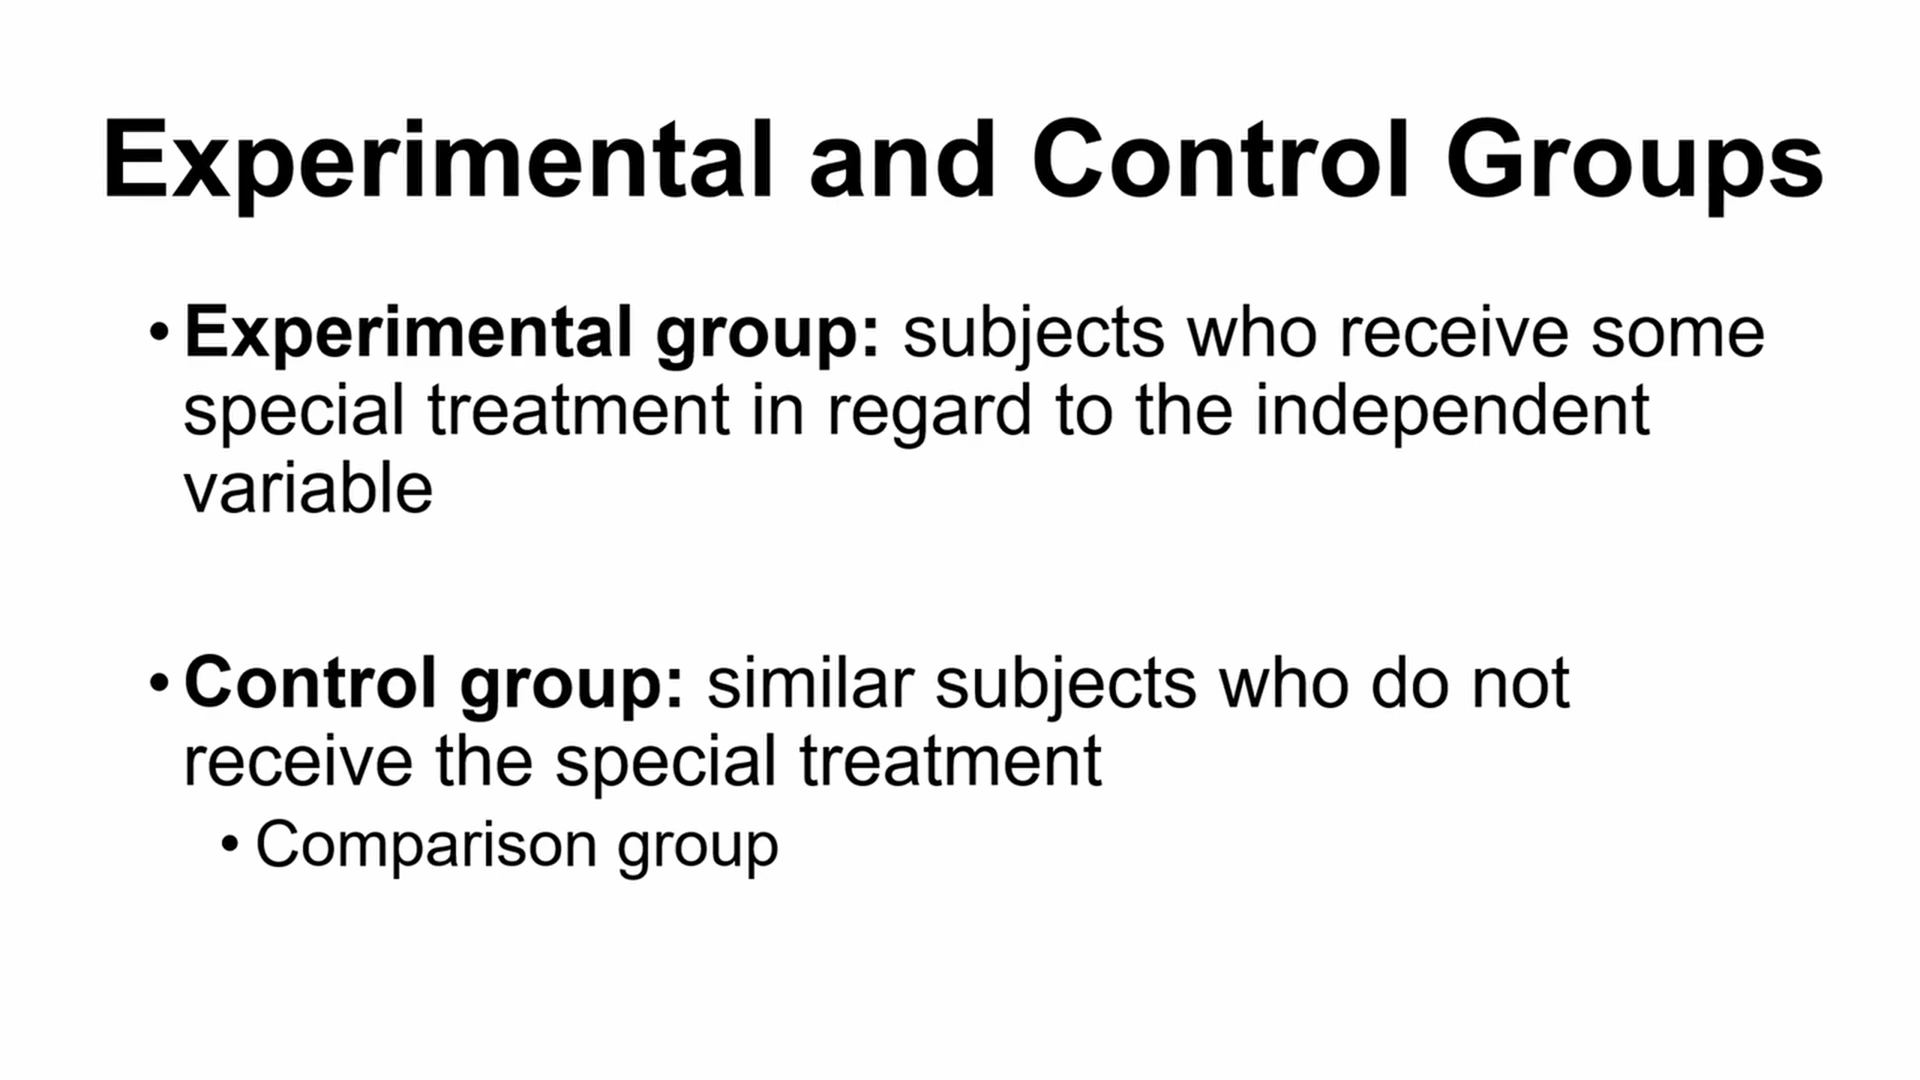 Experimental and Control Groups
• Experimental group: subjects who receive some
special treatment in regard to the independent
variable
• Control group: similar subjects who do not
receive the special treatment
• Comparison group